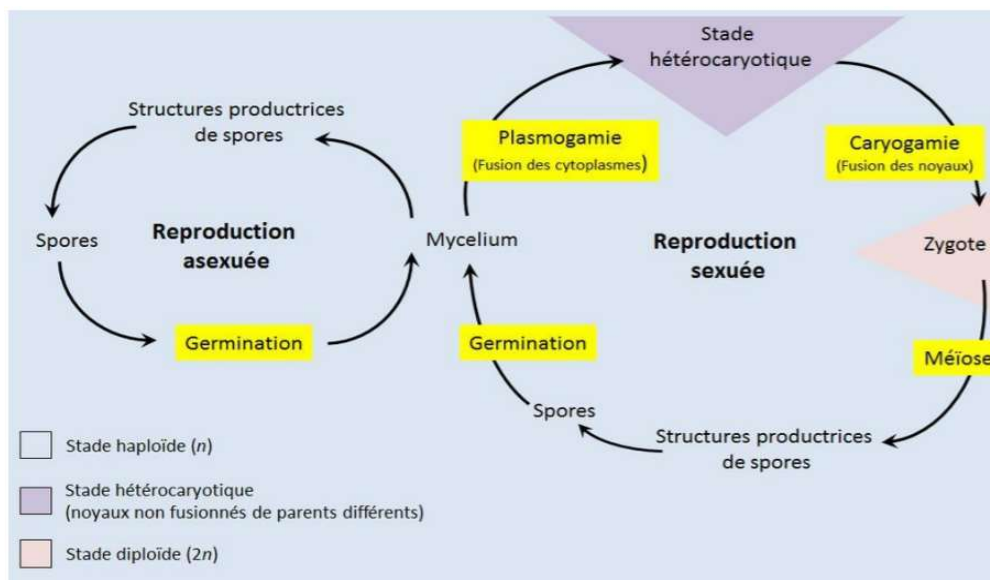 Stade
hétérocaryotique
Structures productrices
de spores
Plasmogamie
(Fusion des cytoplasmes)
Caryogamie
(Fusion des noyaux)
Spores
Reproduction
asexuée
Mycelium
Reproduction
sexuée
Zygote
Germination
Germination
Méïose
Spores
Structures productrices
de spores
Stade haploïde (n)
Stade hétérocaryotique
(noyaux non fusionnés de parents différents)
Stade diploïde (2n)